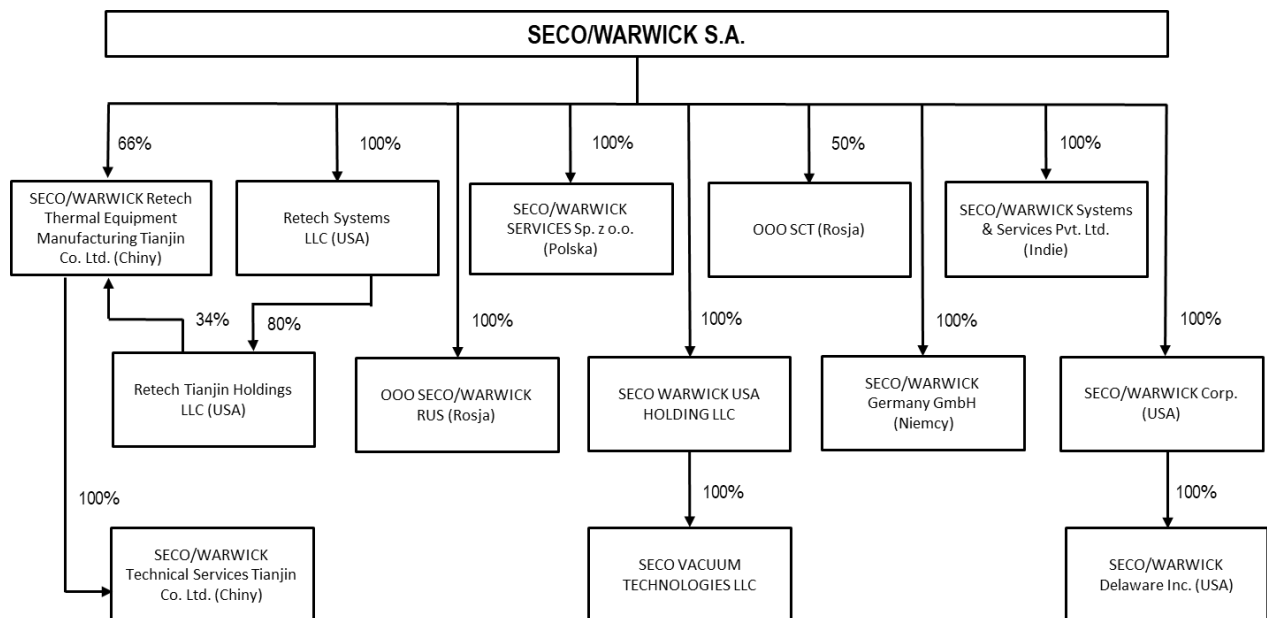 SECO/WARWICK S.A.
66%
100%
100%
50%
100%
SECO/WARWICK Retech
Thermal Equipment
Manufacturing Tianjin
Co. Ltd. (Chiny)
Retech Systems
LLC (USA)
SECO/WARWICK
SERVICES Sp. z o.o.
(Polska)
OOO SCT (Rosja)
SECO/WARWICK Systems
& Services Pvt. Ltd.
(Indie)
34%
80%
100%
100%
100%
100%
Retech Tianjin Holdings
LLC (USA)
OOO SECO/WARWICK
RUS (Rosja)
SECO WARWICK USA
HOLDING LLC
SECO/WARWICK
Germany GmbH
(Niemcy)
SECO/WARWICK Corp.
(USA)
100%
100%
100%
SECO/WARWICK
Technical Services Tianjin
Co. Ltd. (Chiny)
SECO VACUUM
TECHNOLOGIES LLC
SECO/WARWICK
Delaware Inc. (USA)